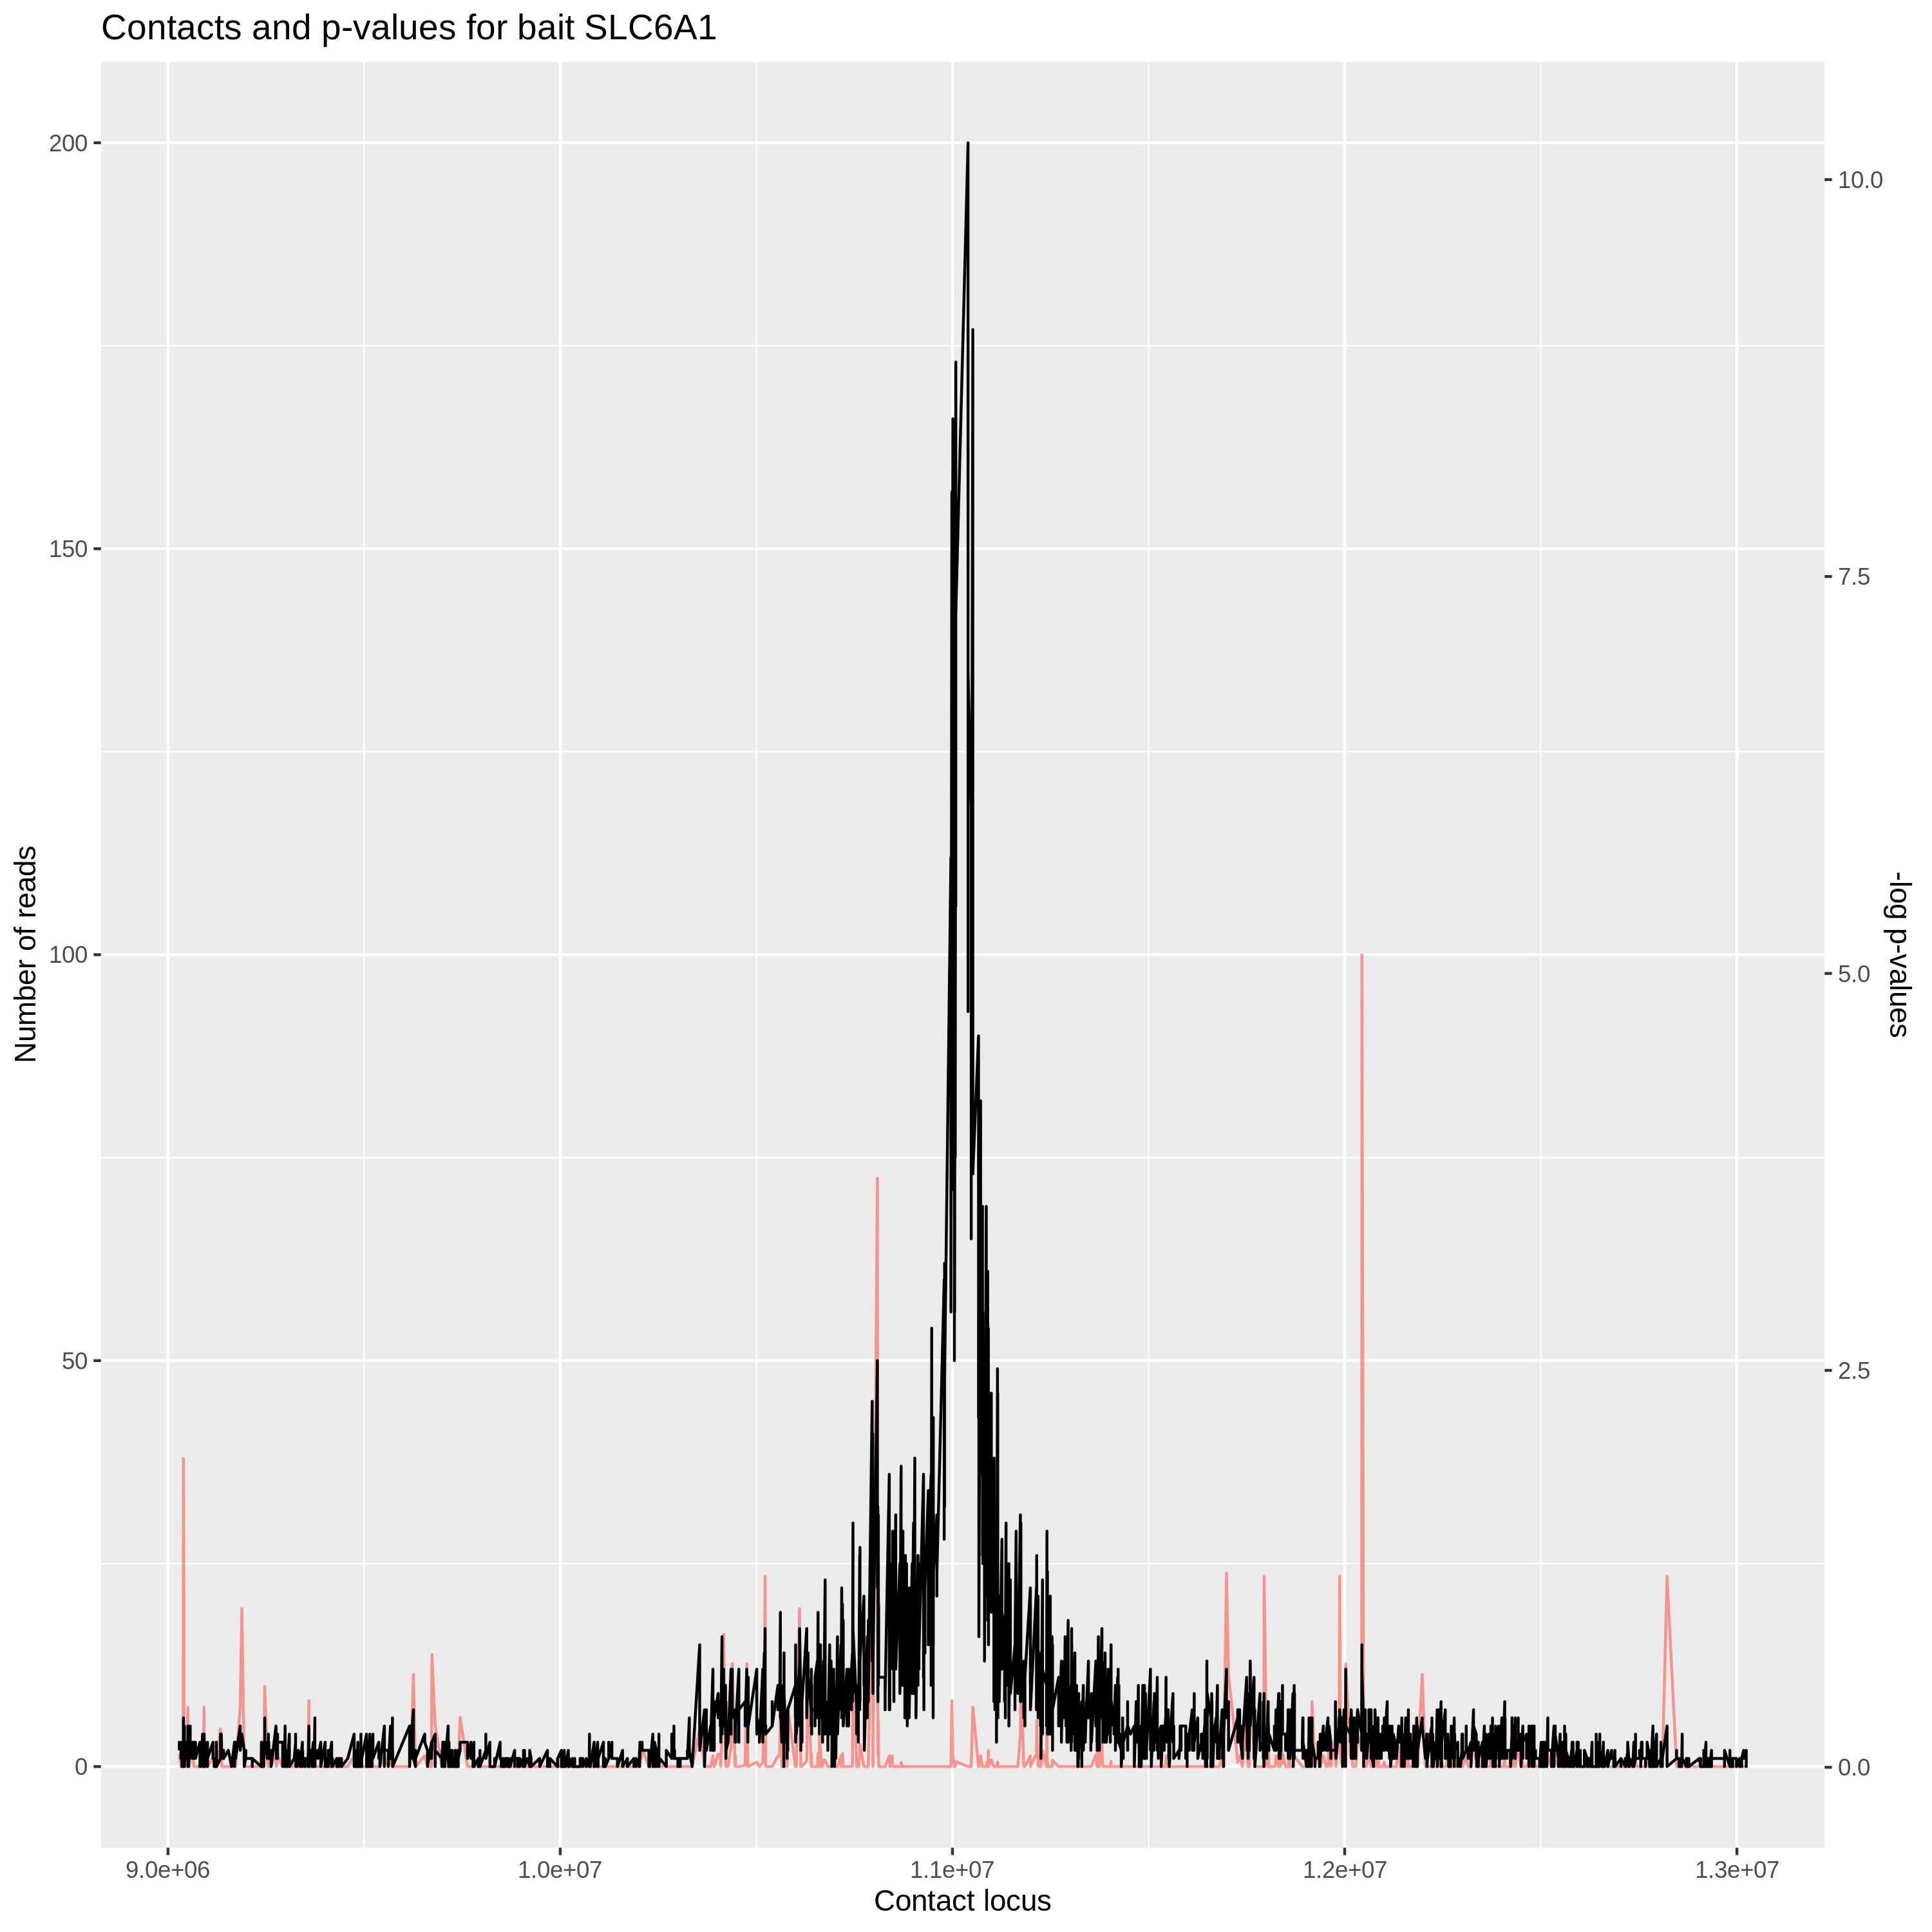 Contacts and p-values for bait SLC6A1
200
150
100
50
0
Number of reads
10.0
7.5
5.0
2.5
0.0
-log p-values
9.0e+06 1.0e+07 1.1e+07 1.2e+07 1.3e+07
Contact locus